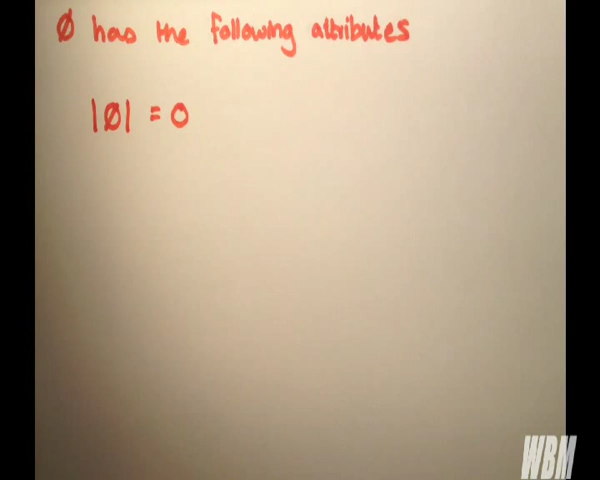 Ø has the following attributes
|Ø| = 0
WBM